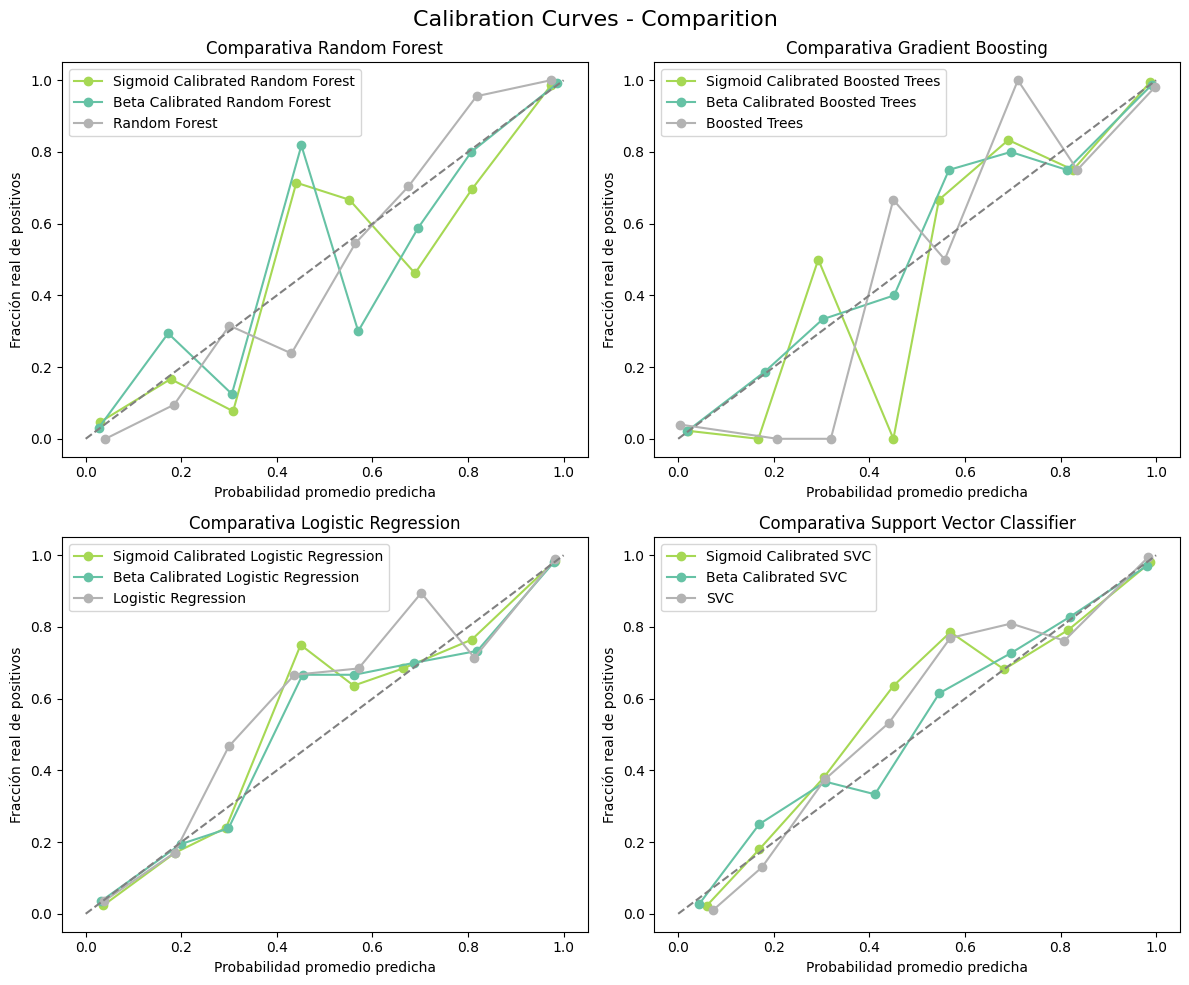 Calibration Curves - Comparition
Comparativa Random Forest
Sigmoid Calibrated Random Forest
Beta Calibrated Random Forest
Random Forest
1.0
0.8
0.6
0.4
0.2
0.0
Fracción real de positivos
0.0 0.2 0.4 0.6 0.8 1.0
Probabilidad promedio predicha
Comparativa Gradient Boosting
Sigmoid Calibrated Boosted Trees
Beta Calibrated Boosted Trees
Boosted Trees
1.0
0.8
0.6
0.4
0.2
0.0
Fracción real de positivos
0.0 0.2 0.4 0.6 0.8 1.0
Probabilidad promedio predicha
Comparativa Logistic Regression
Sigmoid Calibrated Logistic Regression
Beta Calibrated Logistic Regression
Logistic Regression
1.0
0.8
0.6
0.4
0.2
0.0
Fracción real de positivos
0.0 0.2 0.4 0.6 0.8 1.0
Probabilidad promedio predicha
Comparativa Support Vector Classifier
Sigmoid Calibrated SVC
Beta Calibrated SVC
SVC
1.0
0.8
0.6
0.4
0.2
0.0
Fracción real de positivos
0.0 0.2 0.4 0.6 0.8 1.0
Probabilidad promedio predicha